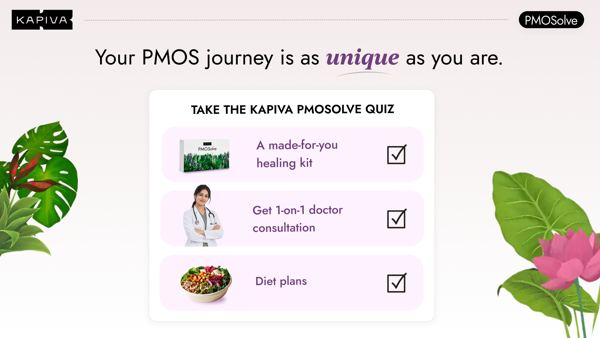 KAPIVA
PMOSolve
Your PMOS journey is as unique as you are.
TAKE THE KAPIVA PMOSOLVE QUIZ
PMOSolve
A made-for-you
healing kit
Get 1-on-1 doctor
consultation
Diet plans